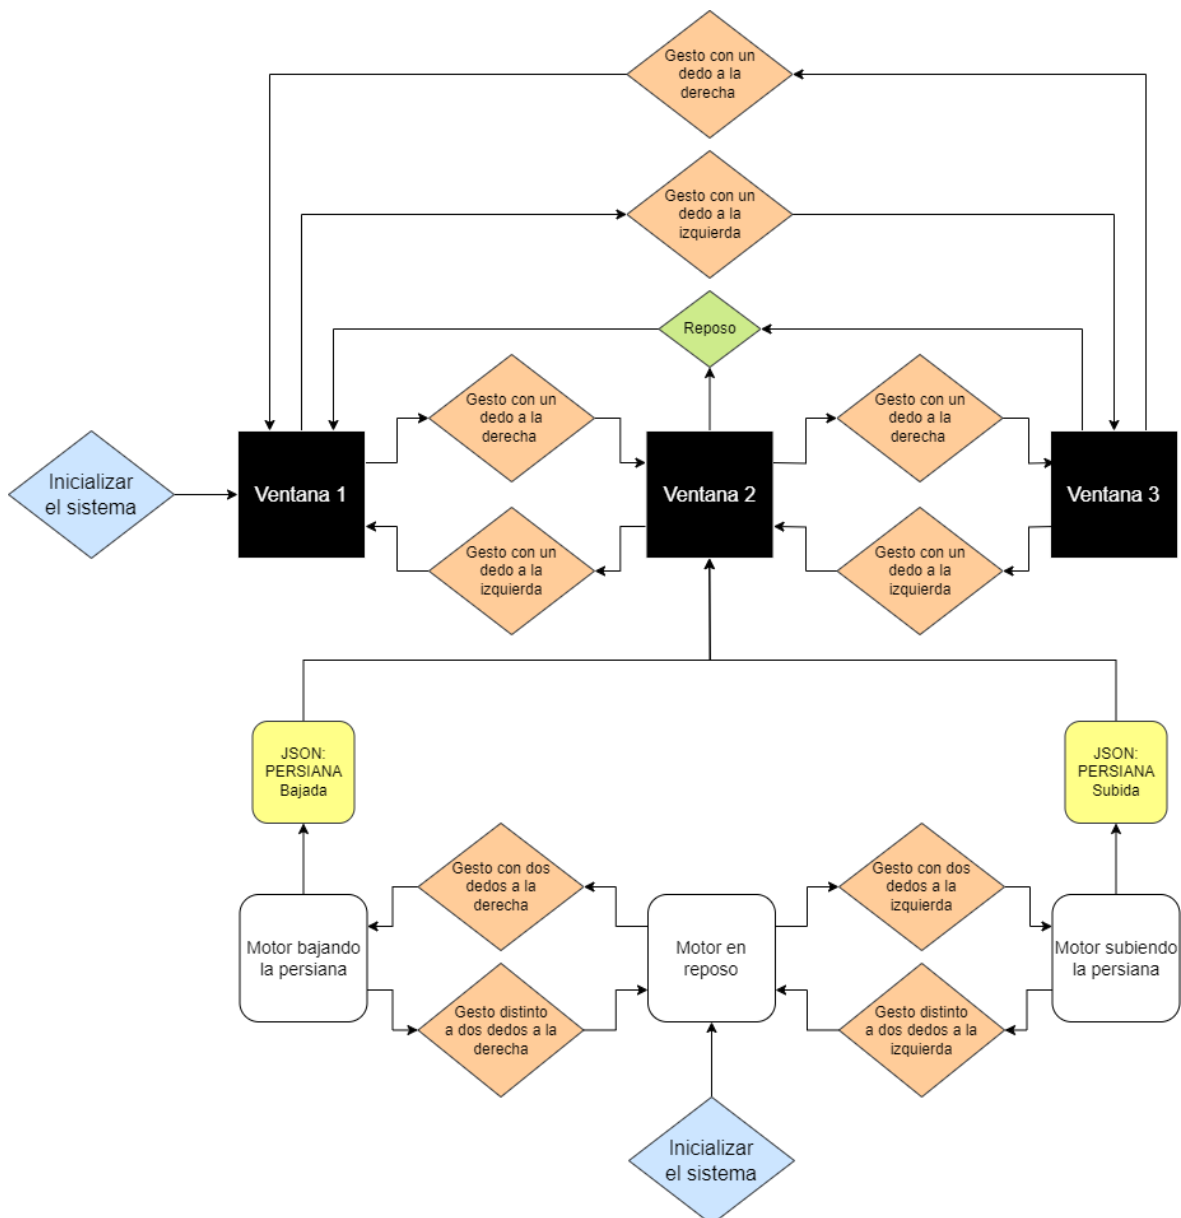 Gesto con un
dedo a la
derecha
Gesto con un
dedo a la
izquierda
Reposo
Gesto con un
dedo a la
derecha
Gesto con un
dedo a la
derecha
Inicializar
el sistema
Ventana 1
Ventana 2
Ventana 3
Gesto con un
dedo a la
izquierda
Gesto con un
dedo a la
izquierda
JSON:
PERSIANA
Bajada
JSON:
PERSIANA
Subida
Gesto con dos
dedos a la
derecha
Gesto con dos
dedos a la
izquierda
Motor bajando
la persiana
Motor en
reposo
Motor subiendo
la persiana
Gesto distinto
a dos dedos a la
derecha
Gesto distinto
a dos dedos a la
izquierda
Inicializar
el sistema